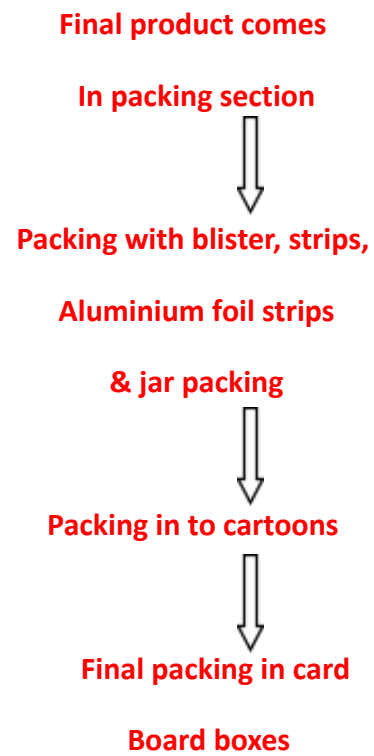 Final product comes
In packing section
Packing with blister, strips,
Aluminium foil strips
& jar packing
Packing in to cartoons
Final packing in card
Board boxes